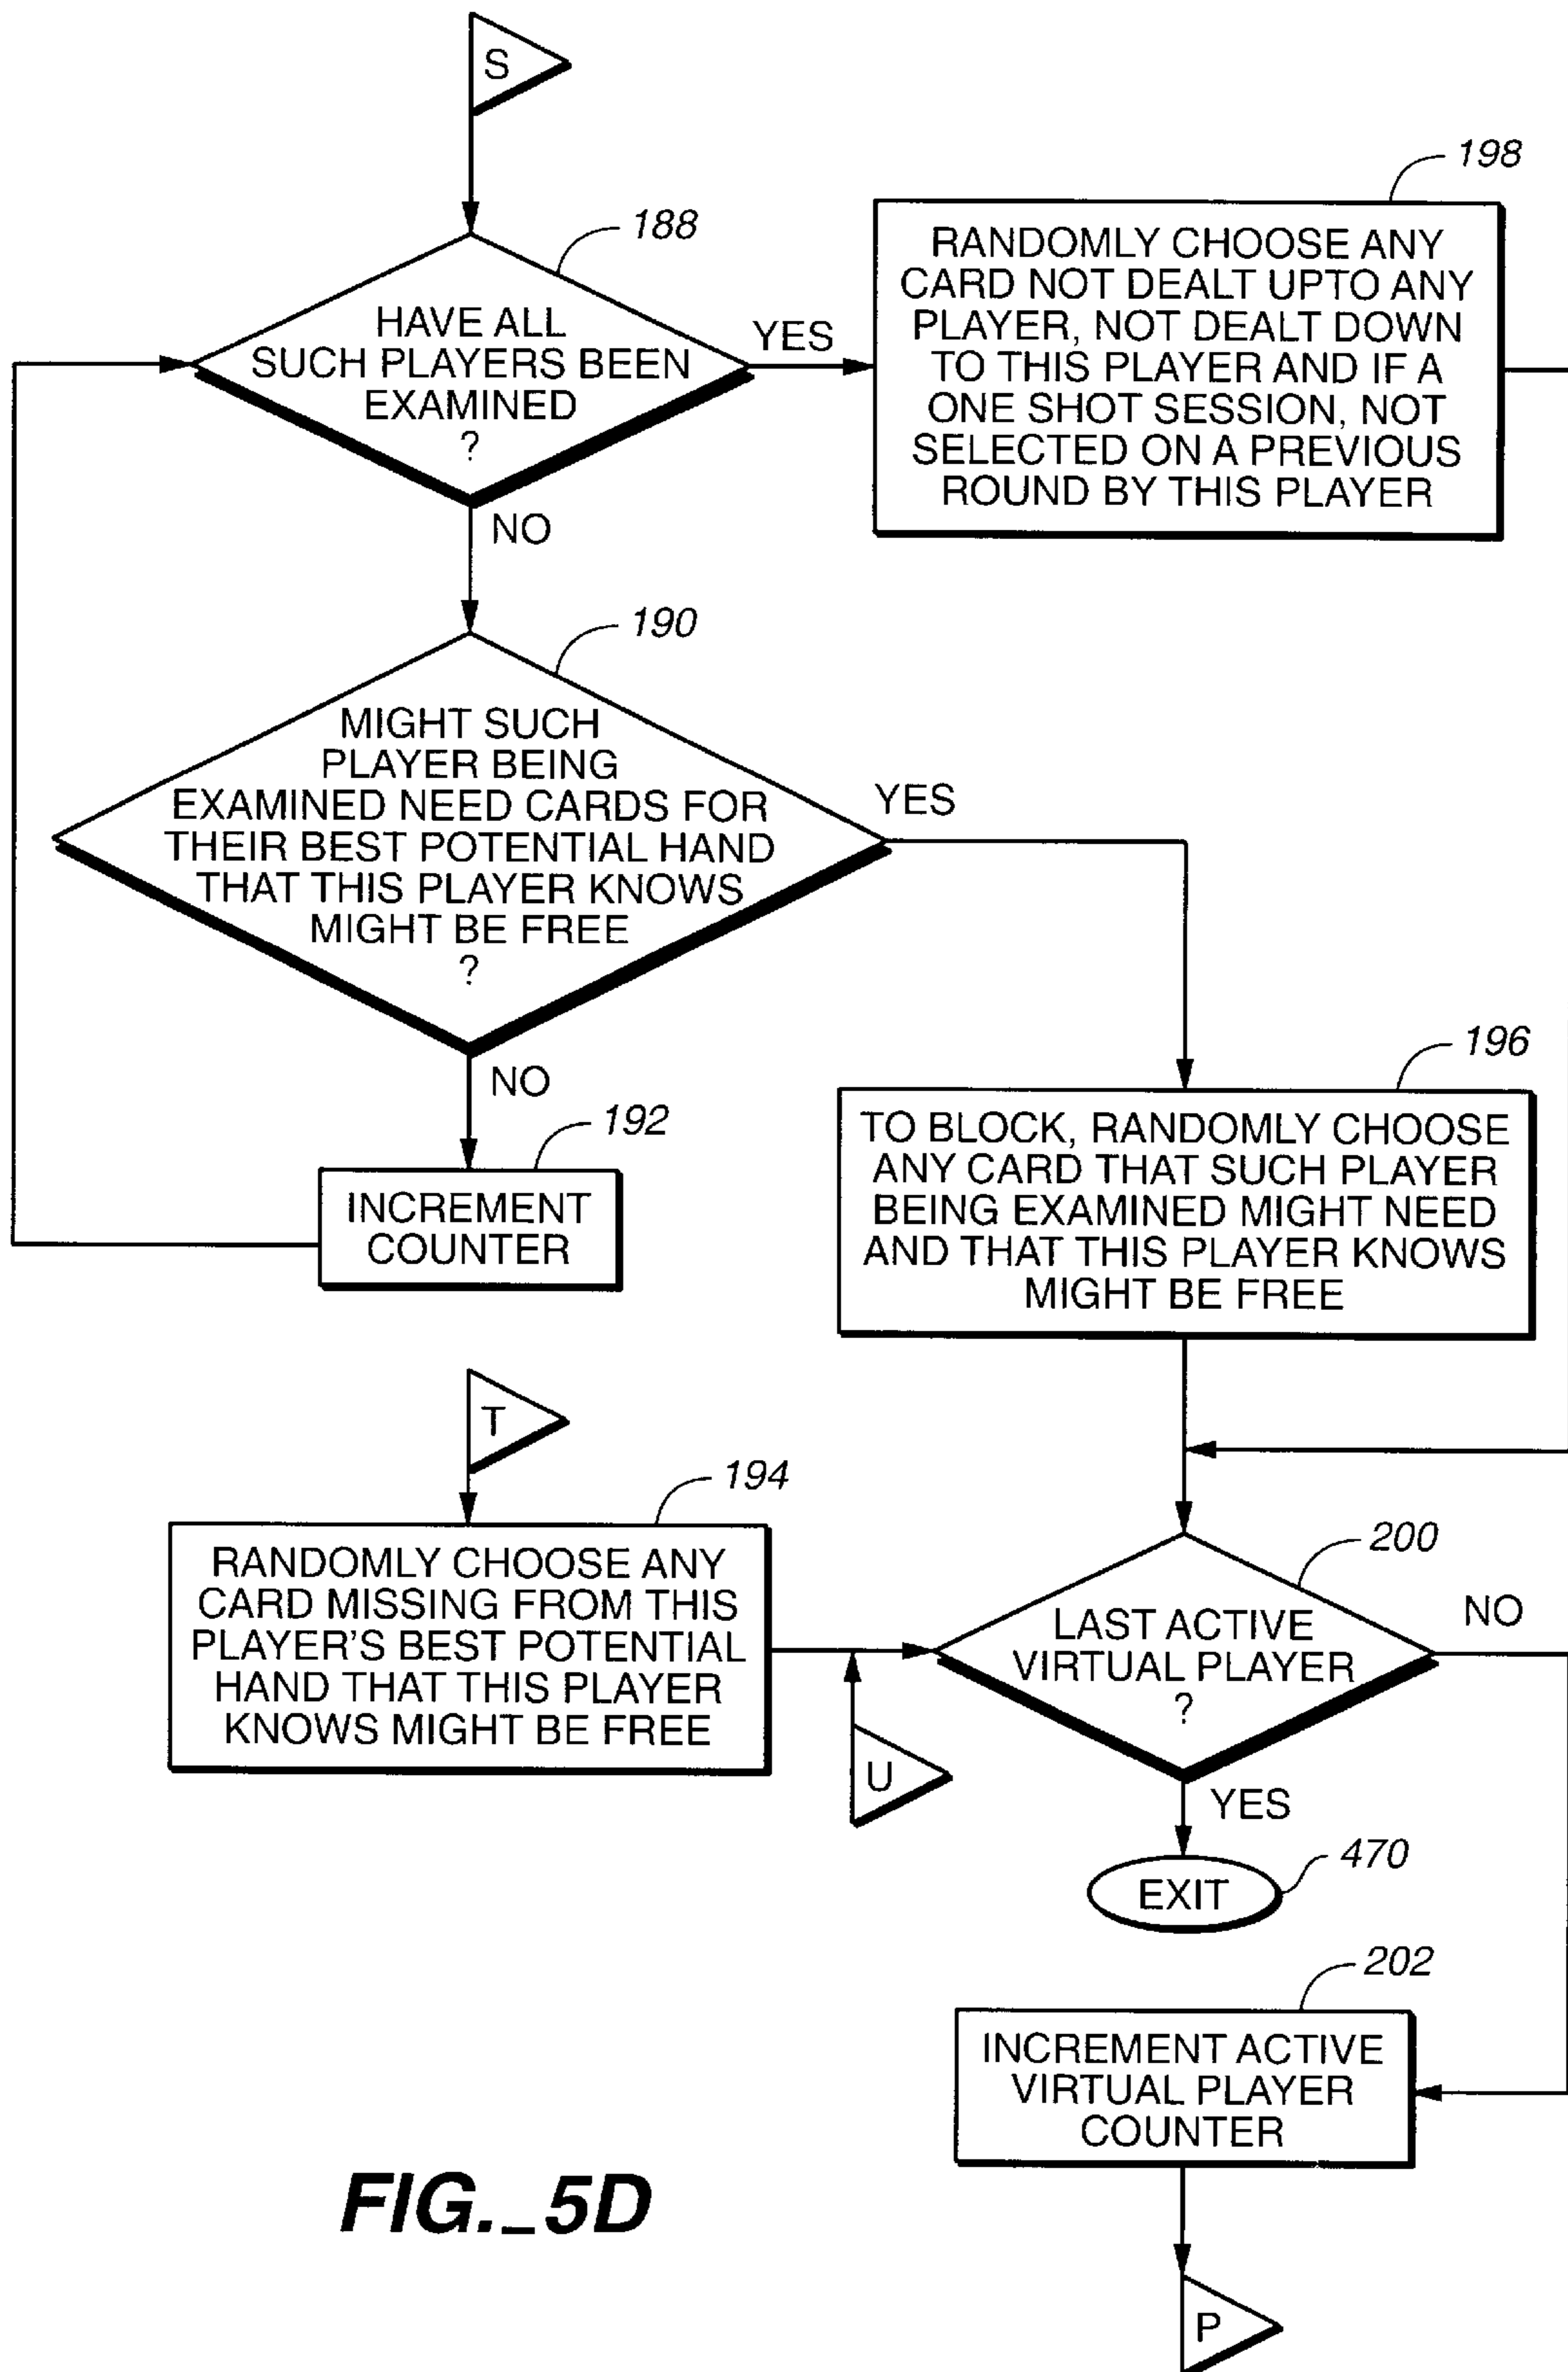 S
188
HAVE ALL
SUCH PLAYERS BEEN
EXAMINED
?
YES
NO
198
RANDOMLY CHOOSE ANY
CARD NOT DEALT UPTO ANY
PLAYER, NOT DEALT DOWN
TO THIS PLAYER AND IF A
ONE SHOT SESSION, NOT
SELECTED ON A PREVIOUS
ROUND BY THIS PLAYER
190
MIGHT SUCH
PLAYER BEING
EXAMINED NEED CARDS FOR
THEIR BEST POTENTIAL HAND
THAT THIS PLAYER KNOWS
MIGHT BE FREE
?
YES
NO
192
INCREMENT
COUNTER
196
TO BLOCK, RANDOMLY CHOOSE
ANY CARD THAT SUCH PLAYER
BEING EXAMINED MIGHT NEED
AND THAT THIS PLAYER KNOWS
MIGHT BE FREE
T
194
RANDOMLY CHOOSE ANY
CARD MISSING FROM THIS
PLAYER'S BEST POTENTIAL
HAND THAT THIS PLAYER
KNOWS MIGHT BE FREE
U
200
LAST ACTIVE
VIRTUAL PLAYER
?
NO
YES
470
EXIT
202
INCREMENT ACTIVE
VIRTUAL PLAYER
COUNTER
P
FIG._5D